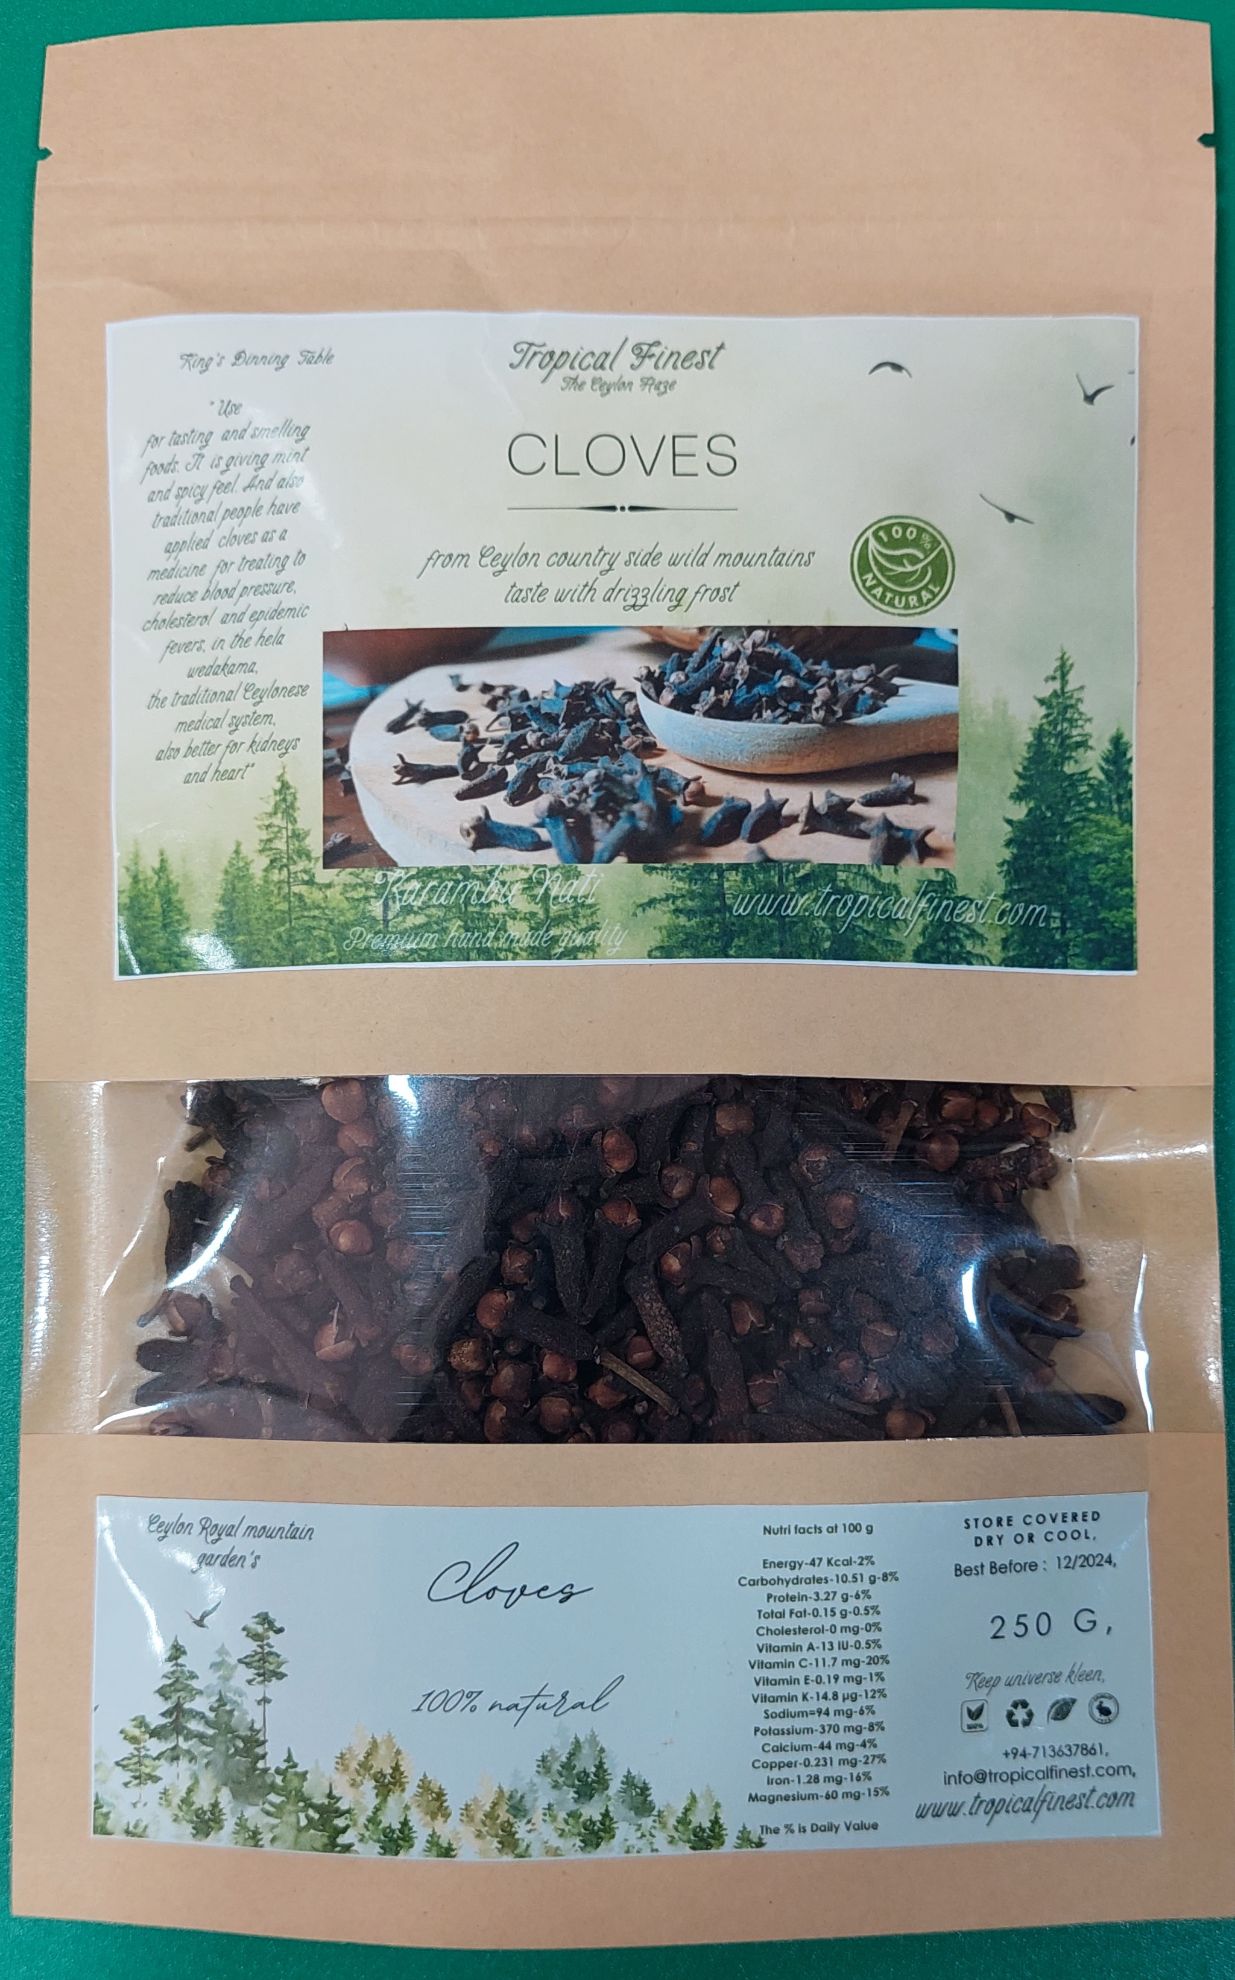 King's Dinning Table
" Use
for tasting and smelling
foods. It is giving mint
and spicy feel. And also
traditional people have
applied cloves as a
medicine for treating to
reduce blood pressure,
cholesterol and epidemic
fevers, in the hela
wedakama,
the traditional Ceylonese
medical system,
also better for kidneys
and heart"
Tropical Finest
The Ceylon Haze
CLOVES
from Ceylon country side wild mountains
taste with drizzling frost
100%
NATURAL
Karambu Nati
Premium hand made quality
www.tropicalfinest.com
Ceylon Royal mountain
garden's
Cloves
100% natural
Nutri facts at 100 g
Energy-47 Kcal-2%
Carbohydrates-10.51 g-8%
Protein-3.27 g-6%
Total Fat-0.15 g-0.5%
Cholesterol-0 mg-0%
Vitamin A-13 IU-0.5%
Vitamin C-11.7 mg-20%
Vitamin E-0.19 mg-1%
Vitamin K-14.8 µg-12%
Sodium=94 mg-6%
Potassium-370 mg-8%
Calcium-44 mg-4%
Copper-0.231 mg-27%
Iron-1.28 mg-16%
Magnesium-60 mg-15%
The % is Daily Value
STORE COVERED
DRY OR COOL,
Best Before : 12/2024,
250 G,
Keep universe kleen,
100%
+94-713637861,
info@tropicalfinest.com,
www.tropicalfinest.com